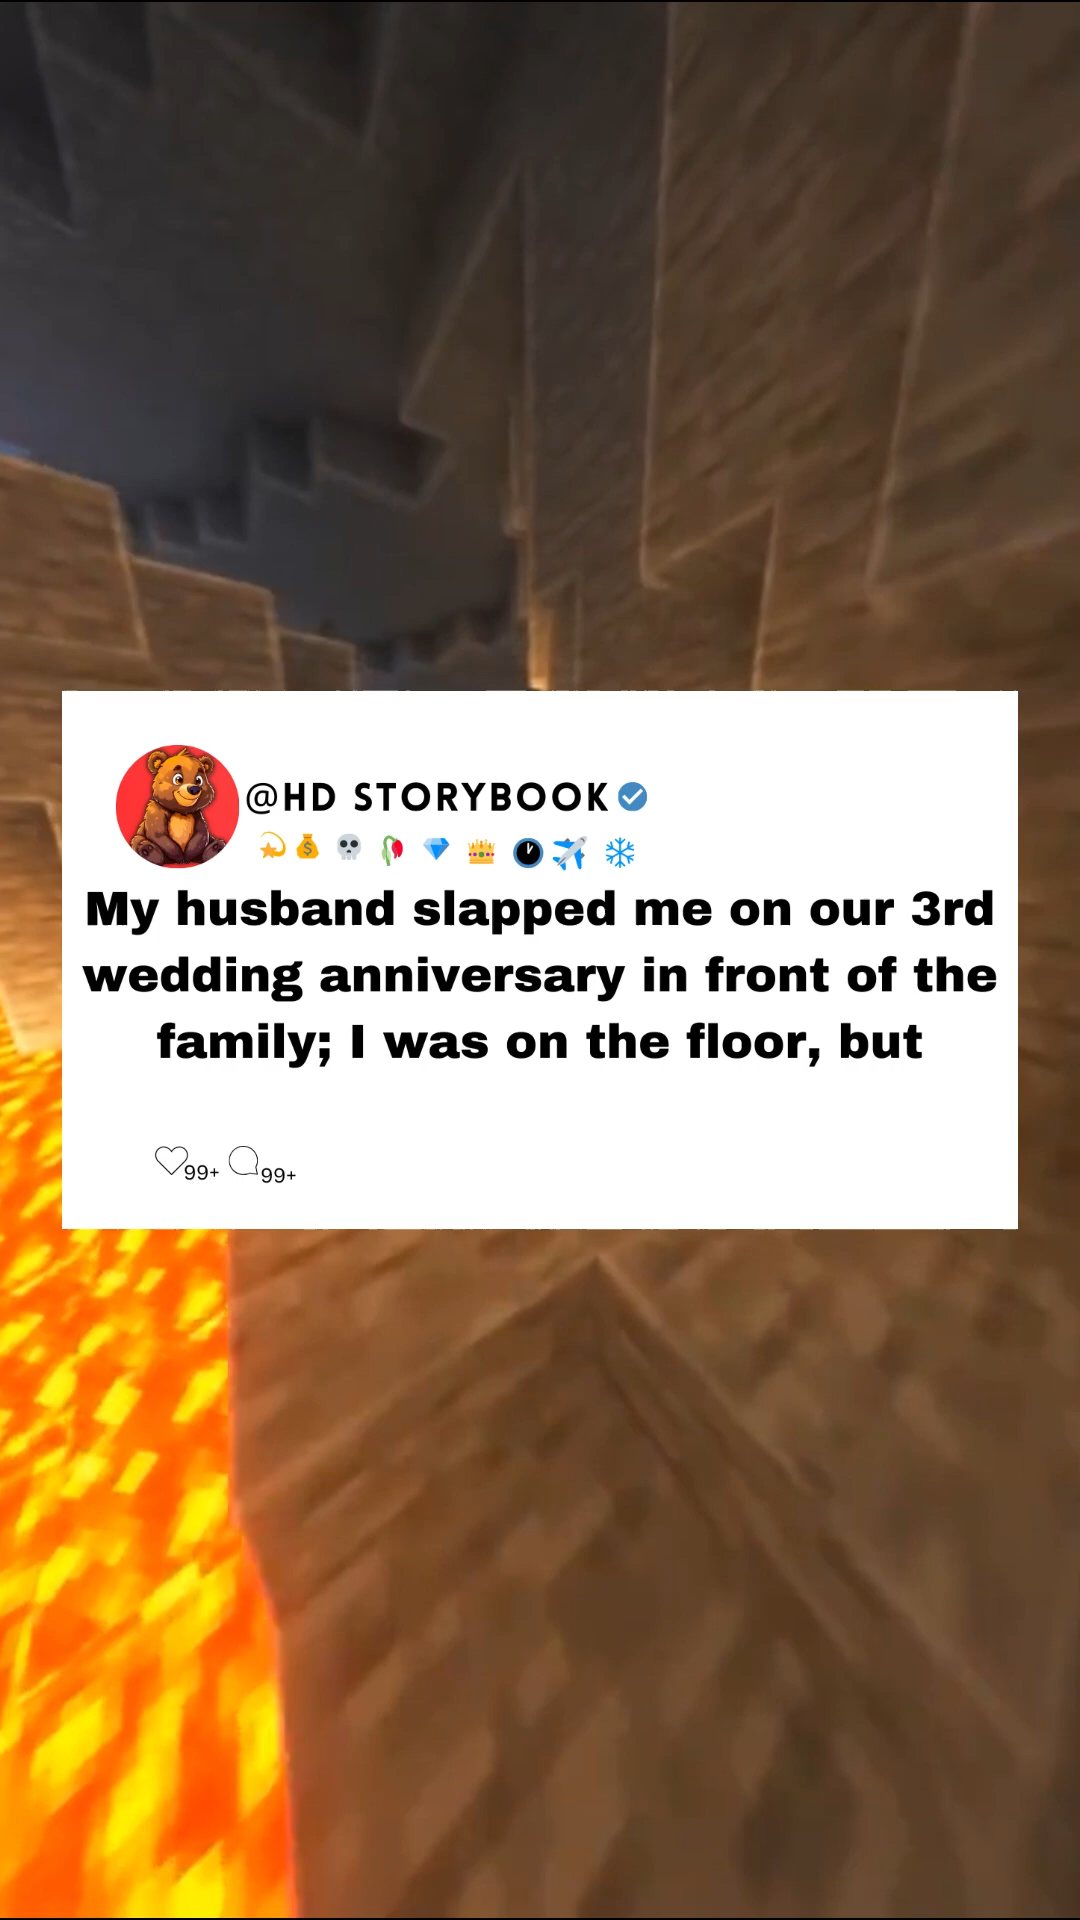 @HD STORYBOOK
My husband slapped me on our 3rd
wedding anniversary in front of the
family; I was on the floor, but
99+ 99+